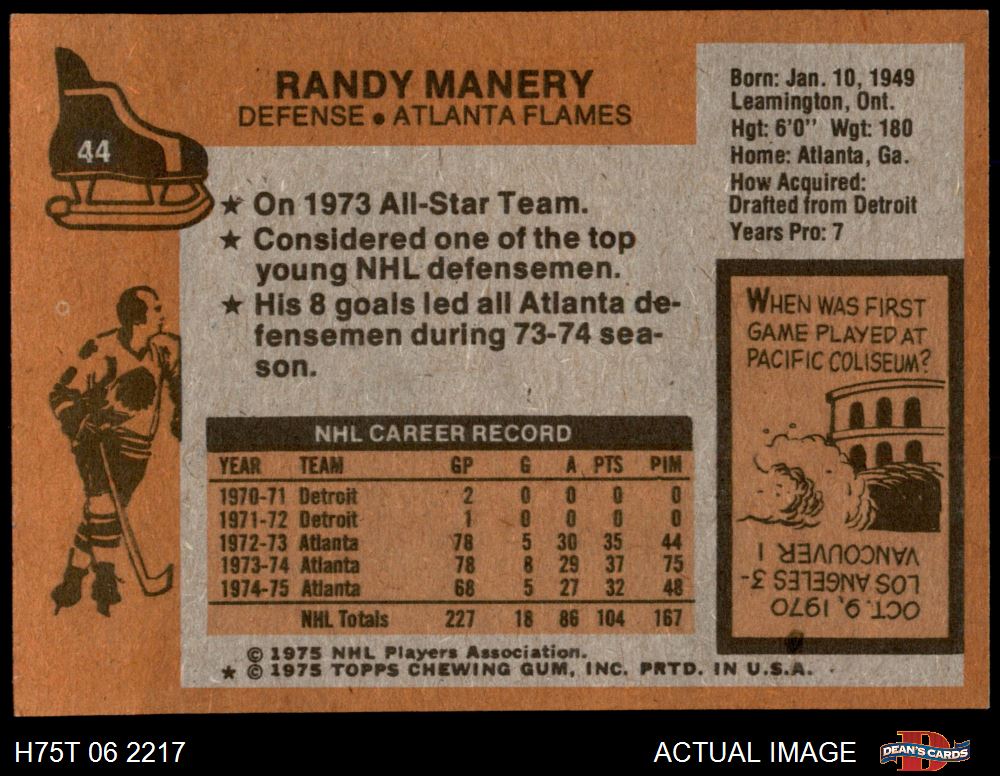 44
RANDY MANERY
DEFENSE • ATLANTA FLAMES
★ On 1973 All-Star Team.
★ Considered one of the top
young NHL defensemen.
★ His 8 goals led all Atlanta de-
fensemen during 73-74 sea-
son.
Born: Jan. 10, 1949
Leamington, Ont.
Hgt: 6'0" Wgt: 180
Home: Atlanta, Ga.
How Acquired:
Drafted from Detroit
Years Pro: 7
WHEN WAS FIRST
GAME PLAYED AT
PACIFIC COLISEUM?
OCT. 9, 1970
LOS ANGELES 3-
VANCOUVER 1
NHL CAREER RECORD
YEAR TEAM GP G A PTS PIM
1970-71 Detroit 2 0 0 0 0
1971-72 Detroit 1 0 0 0 0
1972-73 Atlanta 78 5 30 35 44
1973-74 Atlanta 78 8 29 37 75
1974-75 Atlanta 68 5 27 32 48
NHL Totals 227 18 86 104 167
© 1975 NHL Players Association.
★ © 1975 TOPPS CHEWING GUM, INC. PRTD. IN U.S.A.
H75T 06 2217
ACTUAL IMAGE
D
DEAN'S CARDS